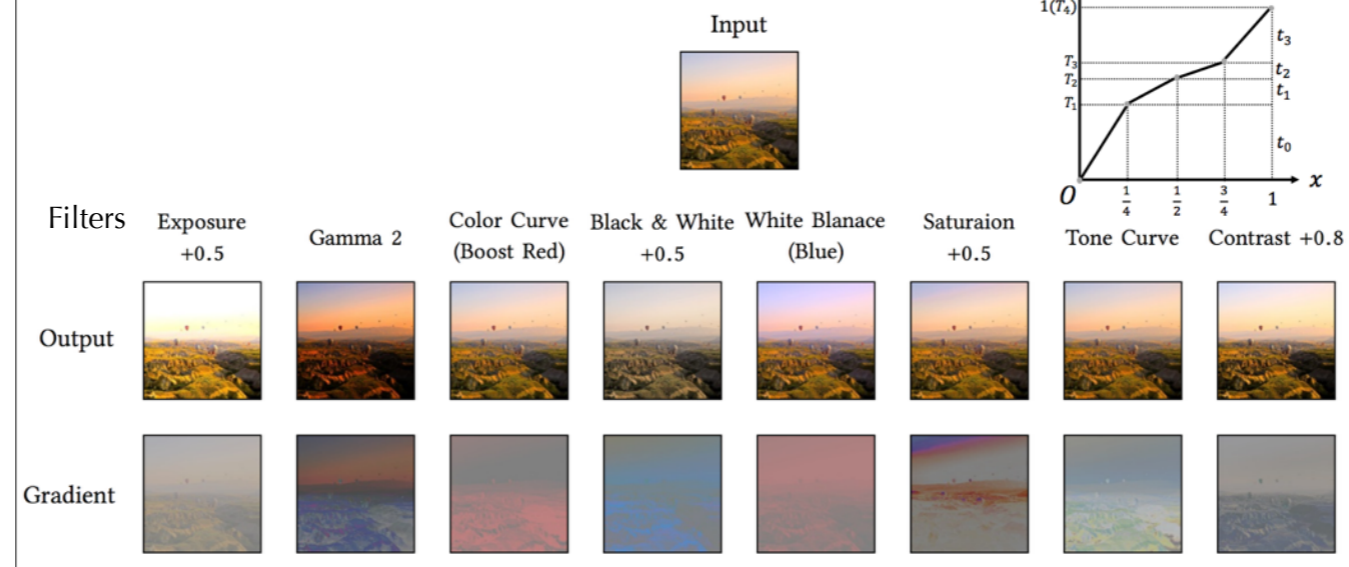 Input
1(T₄)
T₃
T₂
T₁
t₃
t₂
t₁
t₀
O
1/4
1/2
3/4
1
x
Filters
Exposure
+0.5
Gamma 2
Color Curve
(Boost Red)
Black & White
+0.5
White Blanace
(Blue)
Saturaion
+0.5
Tone Curve
Contrast +0.8
Output
Gradient